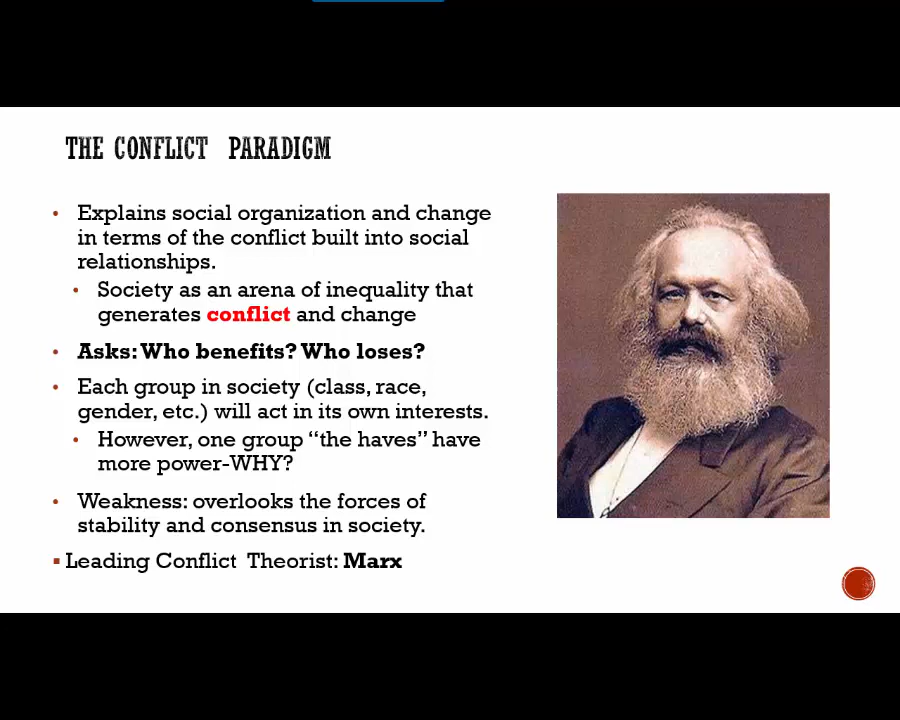 THE CONFLICT PARADIGM
• Explains social organization and change
in terms of the conflict built into social
relationships.
• Society as an arena of inequality that
generates conflict and change
• Asks: Who benefits? Who loses?
• Each group in society (class, race,
gender, etc.) will act in its own interests.
• However, one group “the haves” have
more power-WHY?
• Weakness: overlooks the forces of
stability and consensus in society.
▪ Leading Conflict Theorist: Marx